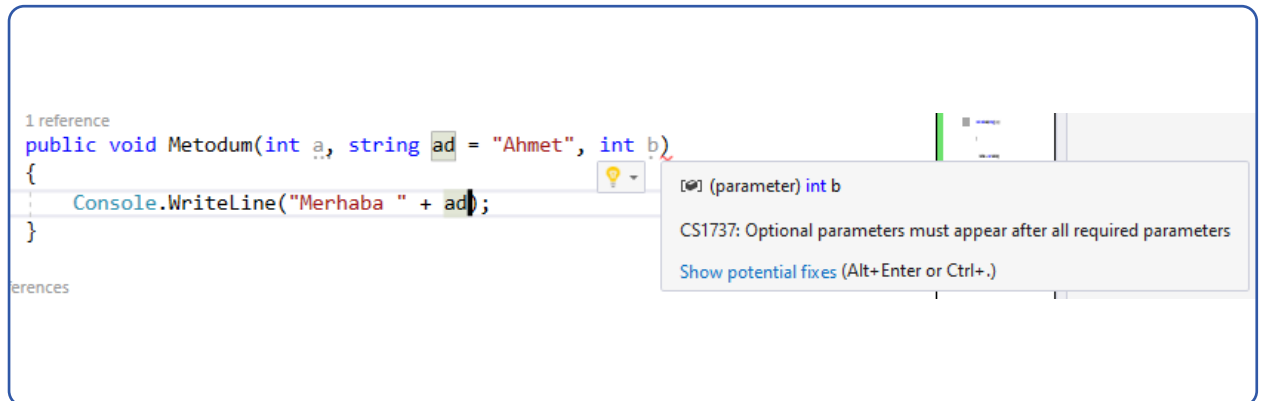 1 reference
public void Metodum(int a, string ad = "Ahmet", int b)
{
Console.WriteLine("Merhaba " + ad);
}
(parameter) int b
CS1737: Optional parameters must appear after all required parameters
Show potential fixes (Alt+Enter or Ctrl+.)
erences